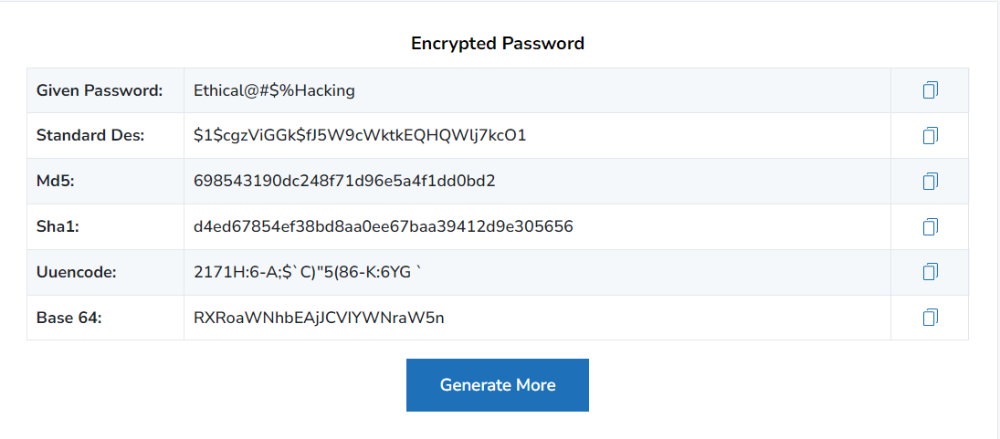 Encrypted Password
Given Password: Ethical@#$%Hacking
Standard Des: $1$cgzViGGk$fJ5W9cWktkEQHQWlj7kcO1
Md5: 698543190dc248f71d96e5a4f1dd0bd2
Sha1: d4ed67854ef38bd8aa0ee67baa39412d9e305656
Uuencode: 2171H:6-A;$`C)"5(86-K:6YG `
Base 64: RXRoaWNhbEAjJCVIYWNraW5n
Generate More